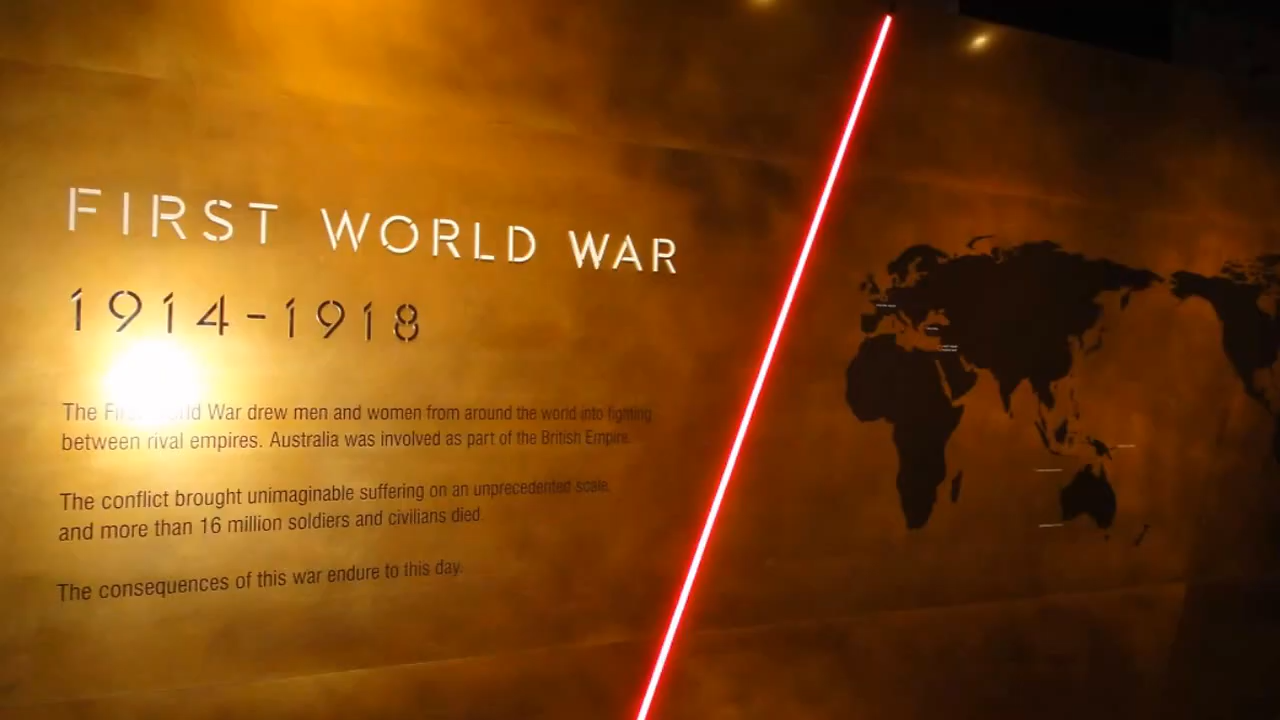 FIRST WORLD WAR
1914-1918
The First World War drew men and women from around the world into fighting
between rival empires. Australia was involved as part of the British Empire.
The conflict brought unimaginable suffering on an unprecedented scale,
and more than 16 million soldiers and civilians died.
The consequences of this war endure to this day.